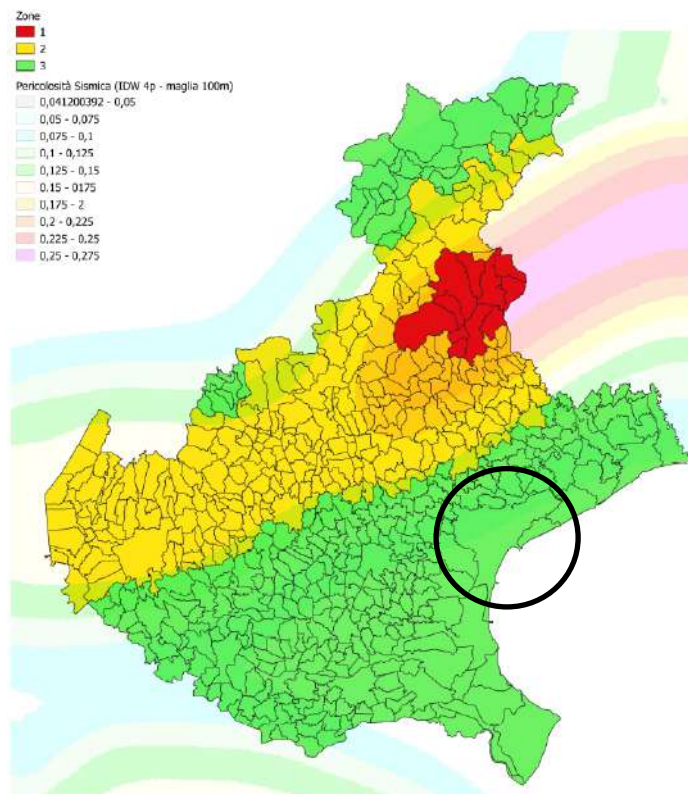 Zone
1
2
3
Pericolosità Sismica (IDW 4p - maglia 100m)
0,041200392 - 0,05
0,05 - 0,075
0,075 - 0,1
0,1 - 0,125
0,125 - 0,15
0.15 - 0175
0,175 - 2
0,2 - 0,225
0,225 - 0,25
0,25 - 0,275